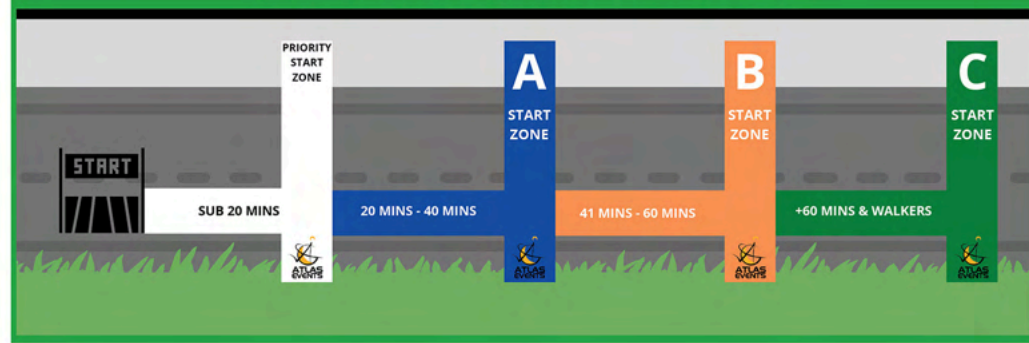 PRIORITY
START
ZONE
A
START
ZONE
B
START
ZONE
C
START
ZONE
START
SUB 20 MINS
20 MINS - 40 MINS
41 MINS - 60 MINS
+60 MINS & WALKERS
ATLAS
EVENTS
ATLAS
EVENTS
ATLAS
EVENTS
ATLAS
EVENTS